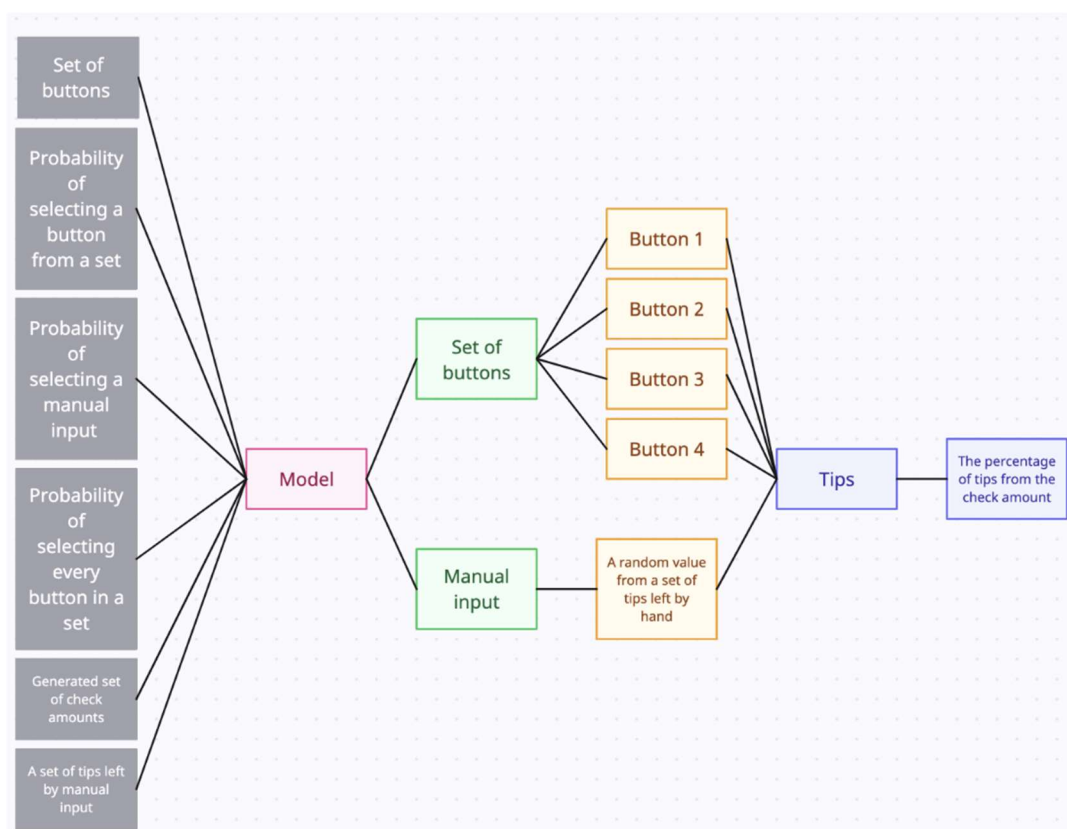 Set of
buttons
Probability
of
selecting a
button
from a set
Probability
of
selecting a
manual
input
Probability
of
selecting
every
button in a
set
Generated set
of check
amounts
A set of tips left
by manual
input
Model
Set of
buttons
Manual
input
Button 1
Button 2
Button 3
Button 4
A random value
from a set of
tips left by
hand
Tips
The percentage
of tips from the
check amount